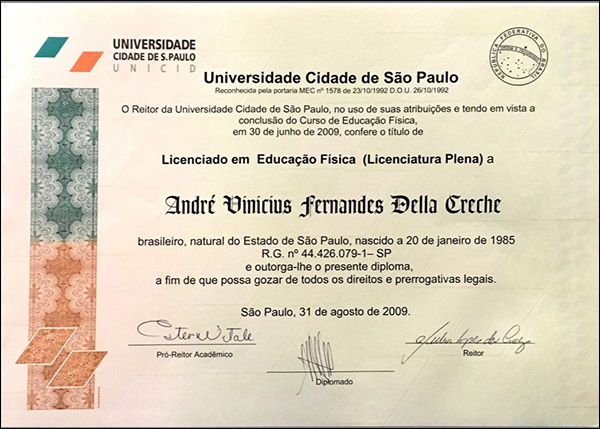 UNIVERSIDADE
CIDADE DE S.PAULO
UNICID
REPÚBLICA FEDERATIVA DO BRASIL
Universidade Cidade de São Paulo
Reconhecida pela portaria MEC nº 1578 de 23/10/1992 D.O.U. 26/10/1992
O Reitor da Universidade Cidade de São Paulo, no uso de suas atribuições e tendo em vista a
conclusão do Curso de Educação Física,
em 30 de junho de 2009, confere o título de
Licenciado em Educação Física (Licenciatura Plena) a
André Vinicius Fernandes Della Creche
brasileiro, natural do Estado de São Paulo, nascido a 20 de janeiro de 1985
R.G. nº 44.426.079-1– SP
e outorga-lhe o presente diploma,
a fim de que possa gozar de todos os direitos e prerrogativas legais.
São Paulo, 31 de agosto de 2009.
Pró-Reitor Acadêmico
Reitor
Diplomado